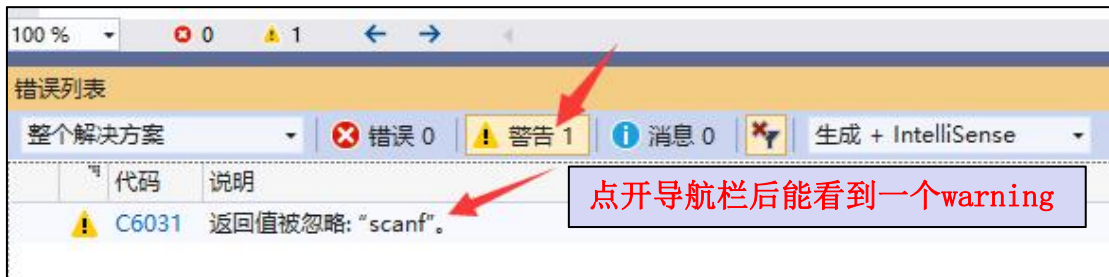 100 %
0
1
错误列表
整个解决方案
错误 0
警告 1
消息 0
生成 + IntelliSense
代码
说明
点开导航栏后能看到一个warning
C6031
返回值被忽略: “scanf”。